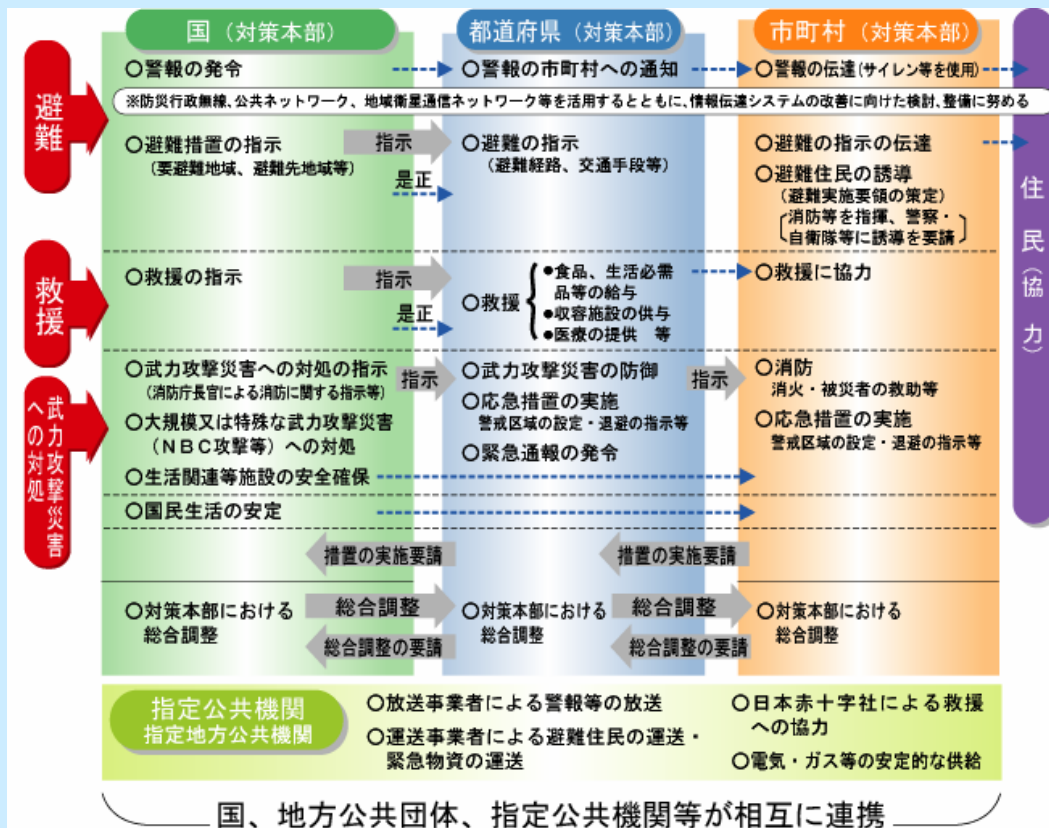 国（対策本部）
都道府県（対策本部）
市町村（対策本部）
避難
○警報の発令
○警報の市町村への通知
○警報の伝達（サイレン等を使用）
※防災行政無線、公共ネットワーク、地域衛星通信ネットワーク等を活用するとともに、情報伝達システムの改善に向けた検討、整備に努める
○避難措置の指示
（要避難地域、避難先地域等）
指示
是正
○避難の指示
（避難経路、交通手段等）
○避難の指示の伝達
○避難住民の誘導
（避難実施要領の策定）
〔消防等を指揮、警察・
自衛隊等に誘導を要請〕
住民（協力）
救援
○救援の指示
指示
是正
○救援
●食品、生活必需
品等の給与
●収容施設の供与
●医療の提供　等
○救援に協力
武力攻撃災害
への対処
○武力攻撃災害への対処の指示
（消防庁長官による消防に関する指示等）
○大規模又は特殊な武力攻撃災害
（ＮＢＣ攻撃等）への対処
○生活関連等施設の安全確保
○国民生活の安定
指示
○武力攻撃災害の防御
○応急措置の実施
警戒区域の設定・退避の指示等
○緊急通報の発令
指示
○消防
消火・被災者の救助等
○応急措置の実施
警戒区域の設定・退避の指示等
措置の実施要請
措置の実施要請
○対策本部における
総合調整
総合調整
総合調整の要請
○対策本部における
総合調整
総合調整
総合調整の要請
○対策本部における
総合調整
指定公共機関
指定地方公共機関
○放送事業者による警報等の放送
○運送事業者による避難住民の運送・
緊急物資の運送
○日本赤十字社による救援
への協力
○電気・ガス等の安定的な供給
国、地方公共団体、指定公共機関等が相互に連携